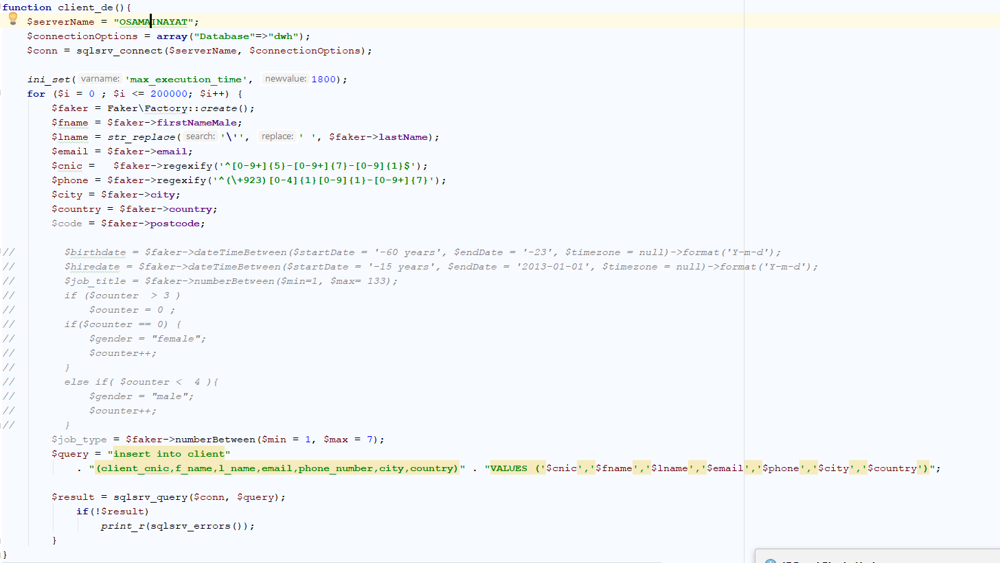 function client_de(){
$serverName = "OSAMAINAYAT";
$connectionOptions = array("Database"=>"dwh");
$conn = sqlsrv_connect($serverName, $connectionOptions);
ini_set( varname: 'max_execution_time', newvalue: 1800);
for ($i = 0 ; $i <= 200000; $i++) {
$faker = Faker\Factory::create();
$fname = $faker->firstNameMale;
$lname = str_replace( search: '\'', replace: ' ', $faker->lastName);
$email = $faker->email;
$cnic =   $faker->regexify('^[0-9+]{5}-[0-9+]{7}-[0-9]{1}$');
$phone = $faker->regexify('^(\+923)[0-4]{1}[0-9]{1}-[0-9+]{7}');
$city = $faker->city;
$country = $faker->country;
$code = $faker->postcode;
//        $birthdate = $faker->dateTimeBetween($startDate = '-60 years', $endDate = '-23', $timezone = null)->format('Y-m-d');
//        $hiredate = $faker->dateTimeBetween($startDate = '-15 years', $endDate = '2013-01-01', $timezone = null)->format('Y-m-d');
//        $job_title = $faker->numberBetween($min=1, $max= 133);
//        if ($counter  > 3 )
//            $counter = 0 ;
//        if($counter == 0) {
//            $gender = "female";
//            $counter++;
//        }
//        else if( $counter <  4 ){
//            $gender = "male";
//            $counter++;
//        }
$job_type = $faker->numberBetween($min = 1, $max = 7);
$query = "insert into client"
. "(client_cnic,f_name,l_name,email,phone_number,city,country)" . "VALUES ('$cnic','$fname','$lname','$email','$phone','$city','$country')";
$result = sqlsrv_query($conn, $query);
if(!$result)
print_r(sqlsrv_errors());
}
}